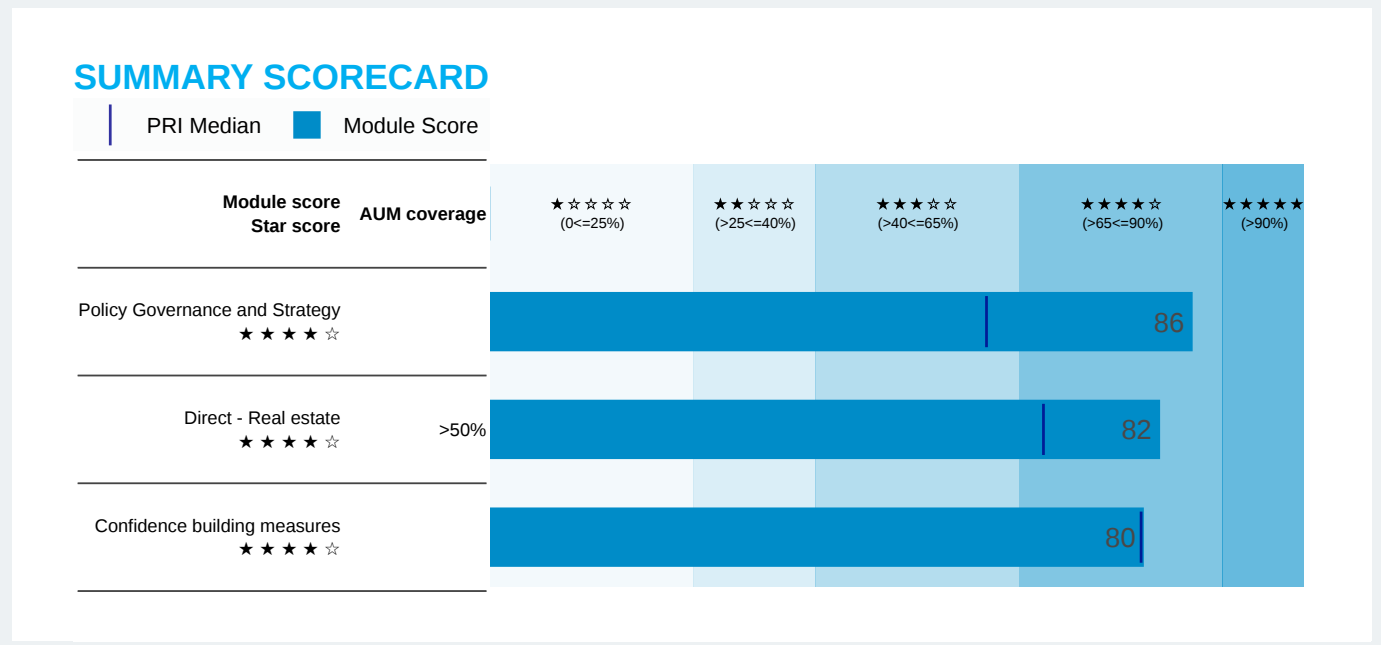 SUMMARY SCORECARD
PRI Median Module Score
Module score
Star score
AUM coverage
★☆☆☆☆
(0<=25%)
★★☆☆☆
(>25<=40%)
★★★☆☆
(>40<=65%)
★★★★☆
(>65<=90%)
★★★★★
(>90%)
Policy Governance and Strategy
★★★★☆
86
Direct - Real estate
★★★★☆
>50%
82
Confidence building measures
★★★★☆
80